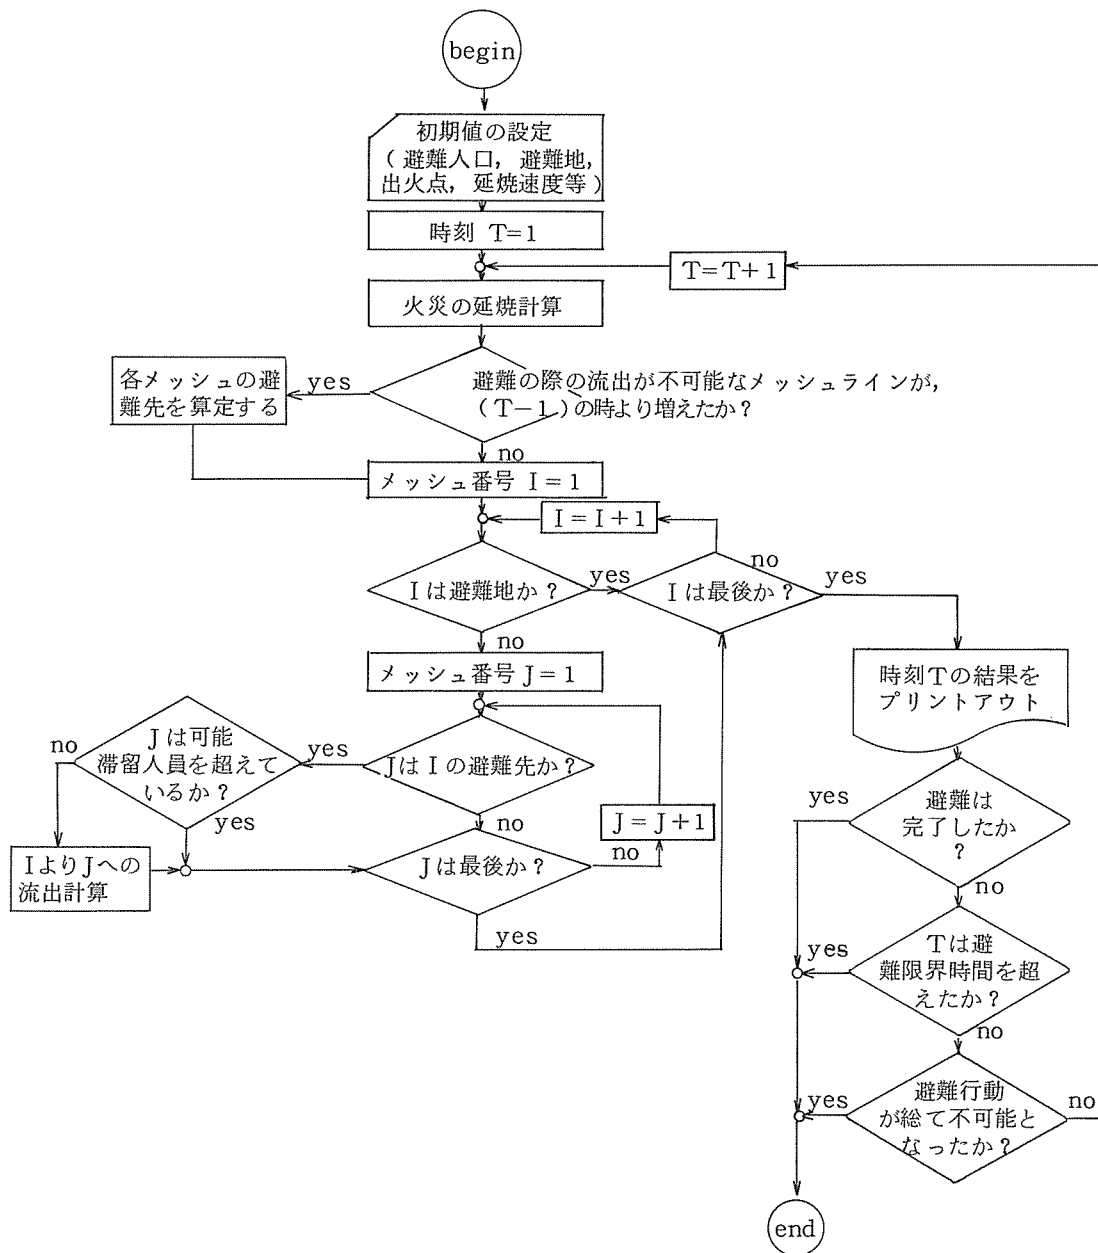 begin
初期値の設定
(避難人口，避難地，
出火点，延焼速度等)
時刻 T=1
T=T+1
火災の延焼計算
各メッシュの避
難先を算定する
yes
避難の際の流出が不可能なメッシュラインが，
(T-1)の時より増えたか？
no
メッシュ番号 I=1
I=I+1
Iは避難地か？
yes
no
Iは最後か？
yes
no
メッシュ番号 J=1
時刻Tの結果を
プリントアウト
no
Jは可能
滞留人員を超えて
いるか？
yes
JはIの避難先か？
yes
no
J=J+1
IよりJへの
流出計算
Jは最後か？
no
yes
yes
避難は
完了したか
？
no
yes
Tは避
難限界時間を超
えたか？
no
yes
避難行動
が総て不可能と
なったか？
no
end